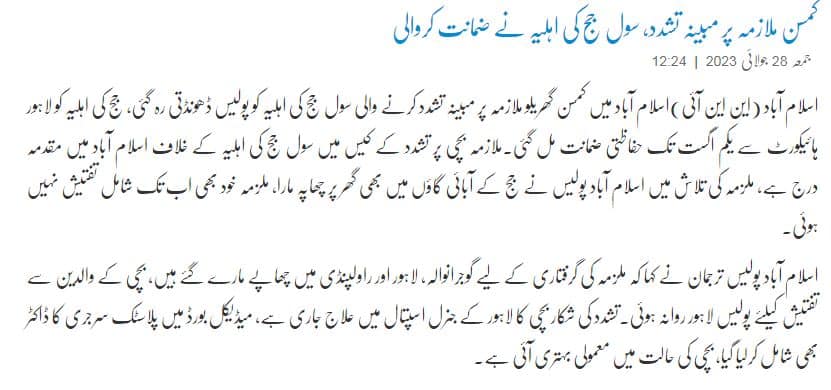 کمسن ملازمہ پر مبینہ تشدد، سول جج کی اہلیہ نے ضمانت کروالی
جمعہ 28 جولائی 2023 | 12:24
اسلام آباد (این این آئی)اسلام آباد میں کمسن گھریلو ملازمہ پر مبینہ تشدد کرنے والی سول جج کی اہلیہ کو پولیس ڈھونڈتی رہ گئی، جج کی اہلیہ کو لاہور
ہائیکورٹ سے یکم اگست تک حفاظتی ضمانت مل گئی۔ملازمہ بچی پر تشدد کے کیس میں سول جج کی اہلیہ کے خلاف اسلام آباد میں مقدمہ
درج ہے، ملزمہ کی تلاش میں اسلام آباد پولیس نے جج کے آبائی گاؤں میں بھی گھر پر چھاپہ مارا، ملزمہ خود بھی اب تک شامل تفتیش نہیں
ہوئی۔
اسلام آباد پولیس ترجمان نے کہا کہ ملزمہ کی گرفتاری کے لیے گوجرانوالہ، لاہور اور راولپنڈی میں چھاپے مارے گئے ہیں، بچی کے والدین سے
تفتیش کیلئے پولیس لاہور روانہ ہوئی۔تشدد کی شکار بچی کا لاہور کے جنرل اسپتال میں علاج جاری ہے، میڈیکل بورڈ میں پلاسٹک سرجری کا ڈاکٹر
بھی شامل کرلیا گیا، بچی کی حالت میں معمولی بہتری آئی ہے۔